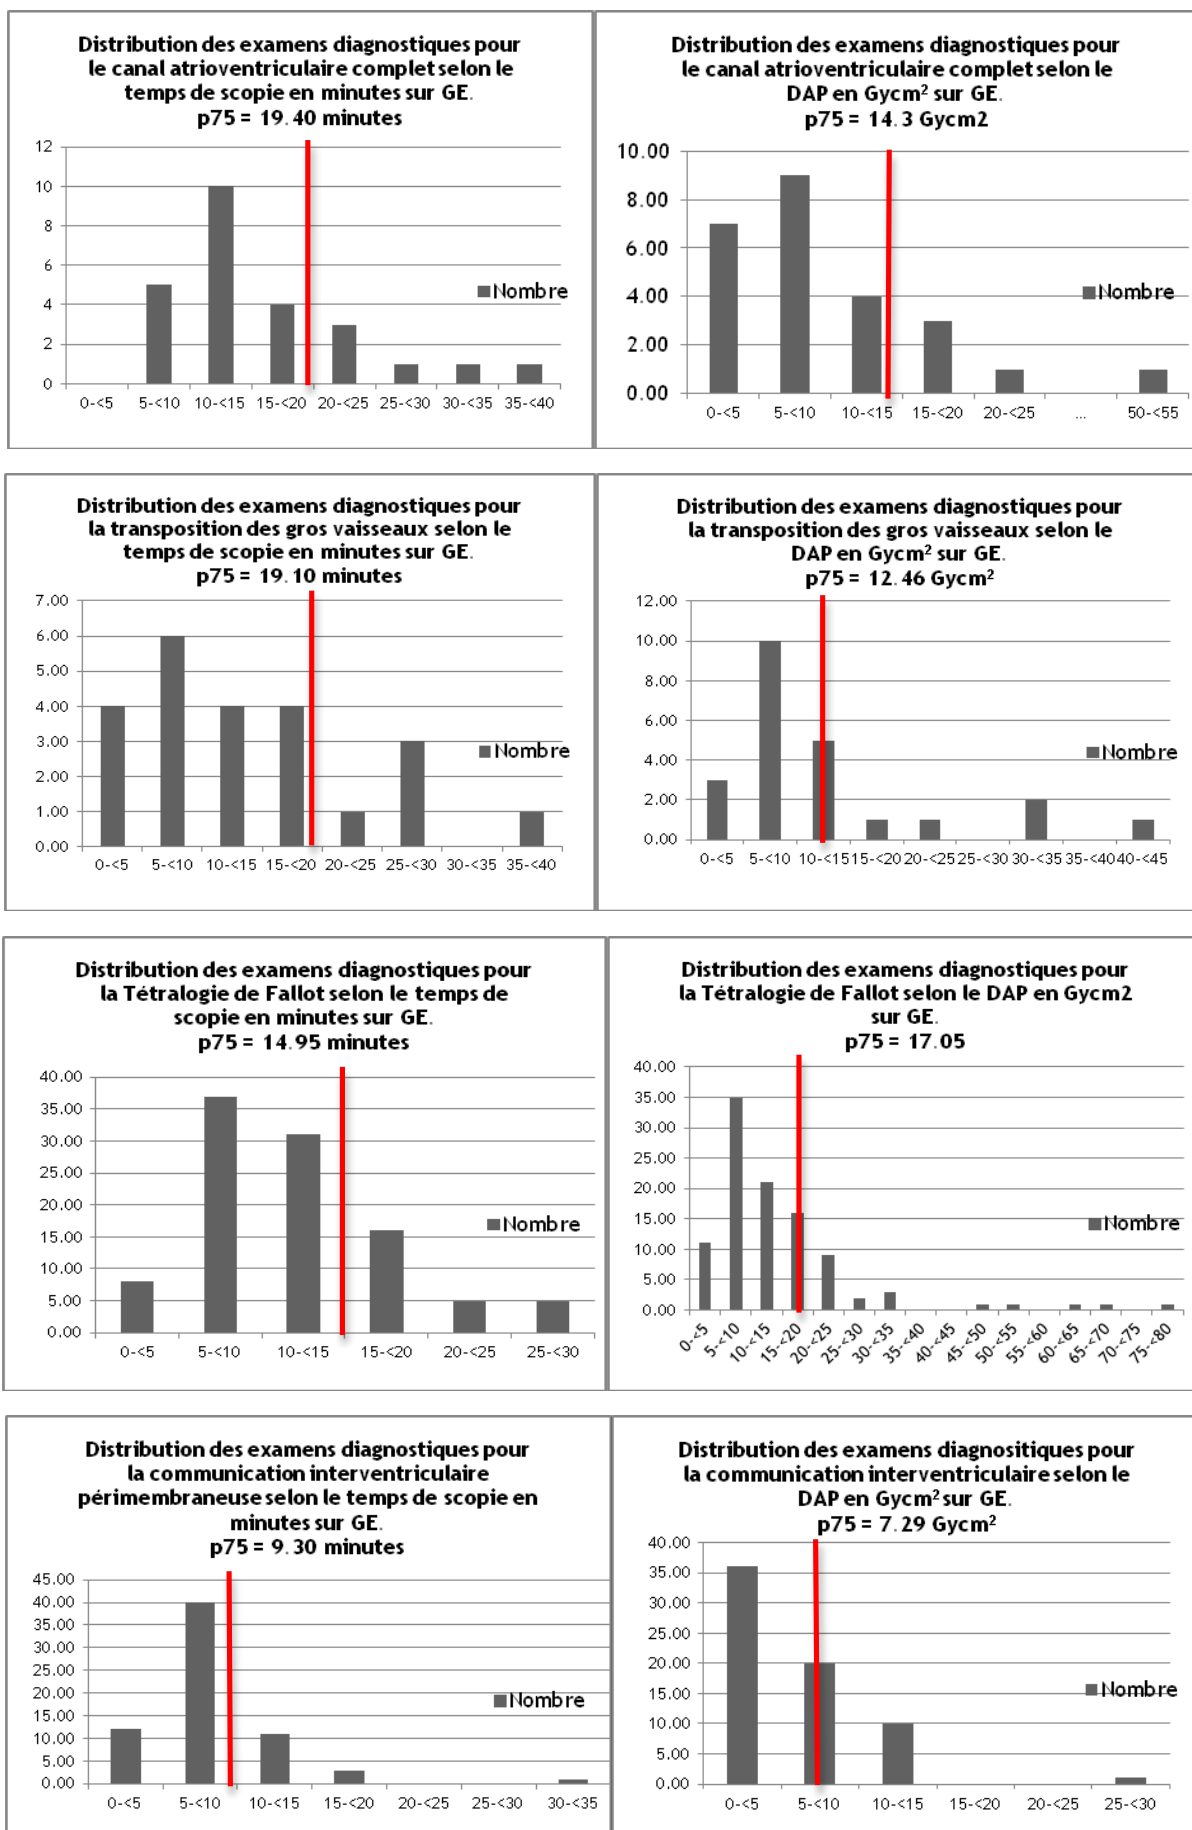 Distribution des examens diagnostiques pour
le canal atrioventriculaire complet selon le
temps de scopie en minutes sur GE.
p75 = 19.40 minutes
12
10
8
6
4
2
0
0-<5 5-<10 10-<15 15-<20 20-<25 25-<30 30-<35 35-<40
Nombre
Distribution des examens diagnostiques pour
le canal atrioventriculaire complet selon le
DAP en Gycm² sur GE.
p75 = 14.3 Gycm2
10.00
8.00
6.00
4.00
2.00
0.00
0-<5 5-<10 10-<15 15-<20 20-<25 ... 50-<55
Nombre
Distribution des examens diagnostiques pour
la transposition des gros vaisseaux selon le
temps de scopie en minutes sur GE.
p75 = 19.10 minutes
7.00
6.00
5.00
4.00
3.00
2.00
1.00
0.00
0-<5 5-<10 10-<15 15-<20 20-<25 25-<30 30-<35 35-<40
Nombre
Distribution des examens diagnostiques pour
la transposition des gros vaisseaux selon le
DAP en Gycm² sur GE.
p75 = 12.46 Gycm²
12.00
10.00
8.00
6.00
4.00
2.00
0.00
0-<5 5-<10 10-<15 15-<20 20-<25 25-<30 30-<35 35-<40 40-<45
Nombre
Distribution des examens diagnostiques pour
la Tétralogie de Fallot selon le temps de
scopie en minutes sur GE.
p75 = 14.95 minutes
40.00
35.00
30.00
25.00
20.00
15.00
10.00
5.00
0.00
0-<5 5-<10 10-<15 15-<20 20-<25 25-<30
Nombre
Distribution des examens diagnostiques pour
la Tétralogie de Fallot selon le DAP en Gycm2
sur GE.
p75 = 17.05
40.00
35.00
30.00
25.00
20.00
15.00
10.00
5.00
0.00
0-<5 5-<10 10-<15 15-<20 20-<25 25-<30 30-<35 35-<40 40-<45 45-<50 50-<55 55-<60 60-<65 65-<70 70-<75 75-<80
Nombre
Distribution des examens diagnostiques pour
la communication interventriculaire
périmembraneuse selon le temps de scopie en
minutes sur GE.
p75 = 9.30 minutes
45.00
40.00
35.00
30.00
25.00
20.00
15.00
10.00
5.00
0.00
0-<5 5-<10 10-<15 15-<20 20-<25 25-<30 30-<35
Nombre
Distribution des examens diagnositiques pour
la communication interventriculaire selon le
DAP en Gycm² sur GE.
p75 = 7.29 Gycm²
40.00
35.00
30.00
25.00
20.00
15.00
10.00
5.00
0.00
0-<5 5-<10 10-<15 15-<20 20-<25 25-<30
Nombre